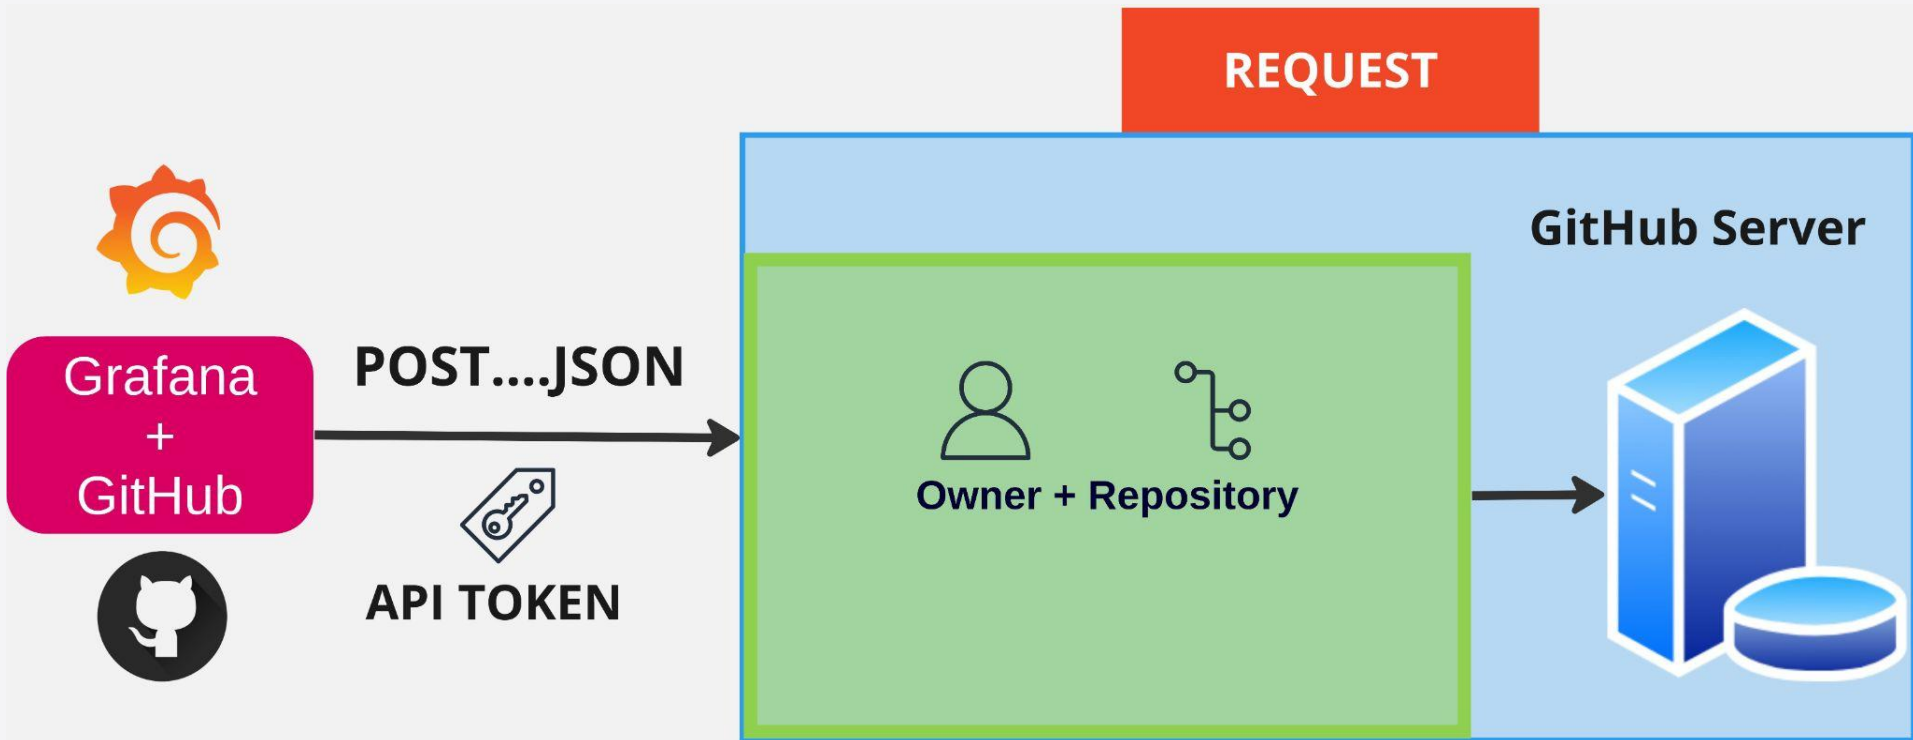 REQUEST
GitHub Server
Grafana
+
GitHub
POST....JSON
API TOKEN
Owner + Repository